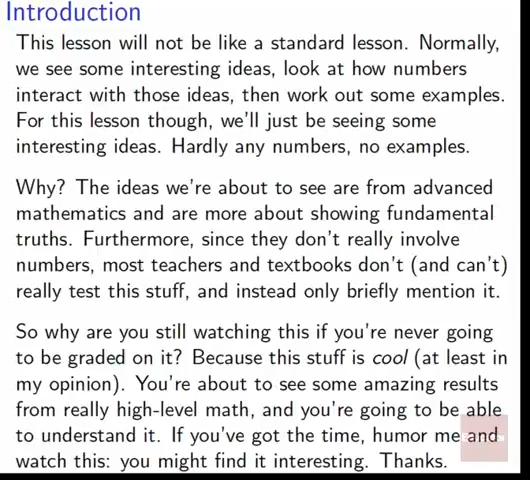 Introduction
This lesson will not be like a standard lesson. Normally,
we see some interesting ideas, look at how numbers
interact with those ideas, then work out some examples.
For this lesson though, we'll just be seeing some
interesting ideas. Hardly any numbers, no examples.
Why? The ideas we're about to see are from advanced
mathematics and are more about showing fundamental
truths. Furthermore, since they don't really involve
numbers, most teachers and textbooks don't (and can't)
really test this stuff, and instead only briefly mention it.
So why are you still watching this if you're never going
to be graded on it? Because this stuff is cool (at least in
my opinion). You're about to see some amazing results
from really high-level math, and you're going to be able
to understand it. If you've got the time, humor me and
watch this: you might find it interesting. Thanks.